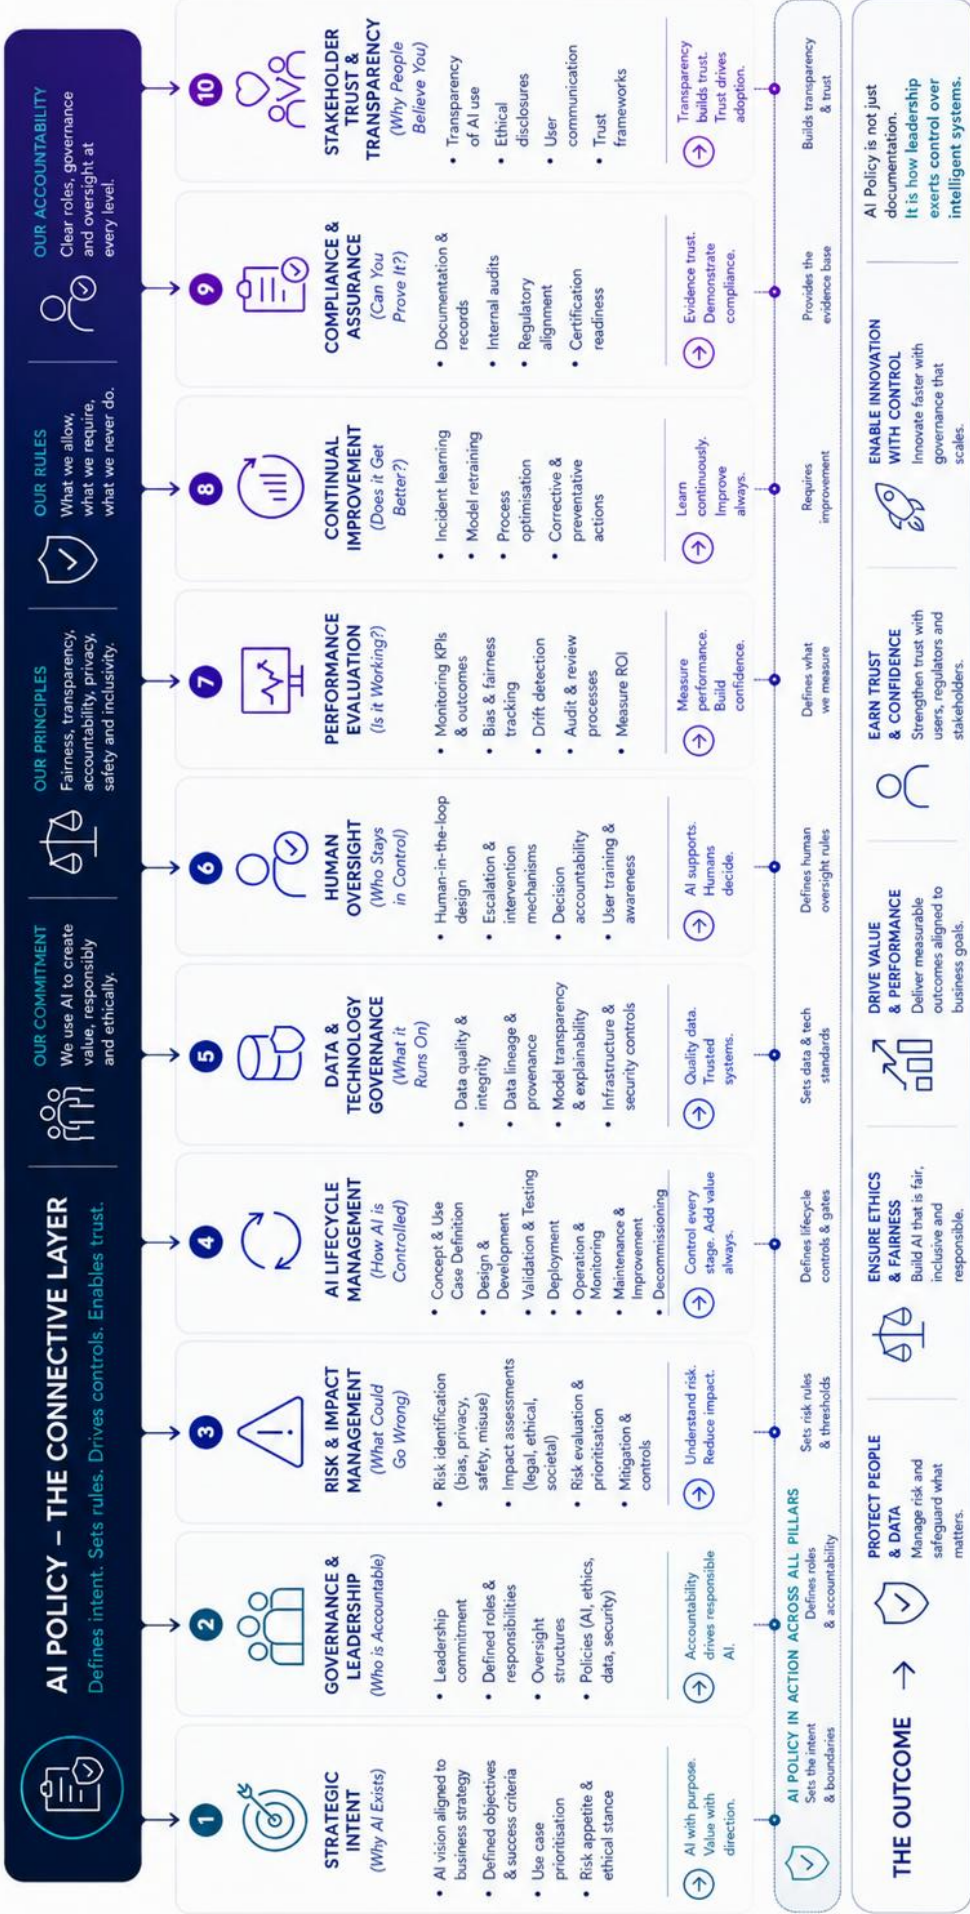 AI POLICY – THE CONNECTIVE LAYER
Defines intent. Sets rules. Drives controls. Enables trust.
OUR COMMITMENT
We use AI to create
value, responsibly
and ethically.
OUR PRINCIPLES
Fairness, transparency,
accountability, privacy,
safety and inclusivity.
OUR RULES
What we allow,
what we require,
what we never do.
OUR ACCOUNTABILITY
Clear roles, governance
and oversight at
every level.
1
STRATEGIC
INTENT
(Why AI Exists)
• AI vision aligned to
business strategy
• Defined objectives
& success criteria
• Use case
prioritisation
• Risk appetite &
ethical stance
AI with purpose.
Value with
direction.
2
GOVERNANCE &
LEADERSHIP
(Who is Accountable)
• Leadership
commitment
• Defined roles &
responsibilities
• Oversight
structures
• Policies (AI, ethics,
data, security)
Accountability
drives responsible
AI.
3
RISK & IMPACT
MANAGEMENT
(What Could
Go Wrong)
• Risk identification
(bias, privacy,
safety, misuse)
• Impact assessments
(legal, ethical,
societal)
• Risk evaluation &
prioritisation
• Mitigation &
controls
Understand risk.
Reduce impact.
4
AI LIFECYCLE
MANAGEMENT
(How AI is
Controlled)
• Concept & Use
Case Definition
• Design &
Development
• Validation & Testing
• Deployment
• Operation &
Monitoring
• Maintenance &
Improvement
• Decommissioning
Control every
stage. Add value
always.
5
DATA &
TECHNOLOGY
GOVERNANCE
(What it
Runs On)
• Data quality &
integrity
• Data lineage &
provenance
• Model transparency
& explainability
• Infrastructure &
security controls
Quality data.
Trusted
systems.
6
HUMAN
OVERSIGHT
(Who Stays
in Control)
• Human-in-the-loop
design
• Escalation &
intervention
mechanisms
• Decision
accountability
• User training &
awareness
AI supports.
Humans
decide.
7
PERFORMANCE
EVALUATION
(Is it Working?)
• Monitoring KPIs
& outcomes
• Bias & fairness
tracking
• Drift detection
• Audit & review
processes
• Measure ROI
Measure
performance.
Build
confidence.
8
CONTINUAL
IMPROVEMENT
(Does it Get
Better?)
• Incident learning
• Model retraining
• Process
optimisation
• Corrective &
preventative
actions
Learn
continuously.
Improve
always.
9
COMPLIANCE &
ASSURANCE
(Can You
Prove It?)
• Documentation &
records
• Internal audits
• Regulatory
alignment
• Certification
readiness
Evidence trust.
Demonstrate
compliance.
10
STAKEHOLDER
TRUST &
TRANSPARENCY
(Why People
Believe You)
• Transparency
of AI use
• Ethical
disclosures
• User
communication
• Trust
frameworks
Transparency
builds trust.
Trust drives
adoption.
AI POLICY IN ACTION ACROSS ALL PILLARS
Sets the intent
& boundaries
Defines roles
& accountability
Sets risk rules
& thresholds
Defines lifecycle
controls & gates
Sets data & tech
standards
Defines human
oversight rules
Defines what
we measure
Requires
improvement
Provides the
evidence base
Builds transparency
& trust
THE OUTCOME →
PROTECT PEOPLE
& DATA
Manage risk and
safeguard what
matters.
ENSURE ETHICS
& FAIRNESS
Build AI that is fair,
inclusive and
responsible.
DRIVE VALUE
& PERFORMANCE
Deliver measurable
outcomes aligned to
business goals.
EARN TRUST
& CONFIDENCE
Strengthen trust with
users, regulators and
stakeholders.
ENABLE INNOVATION
WITH CONTROL
Innovate faster with
governance that
scales.
AI Policy is not just
documentation.
It is how leadership
exerts control over
intelligent systems.